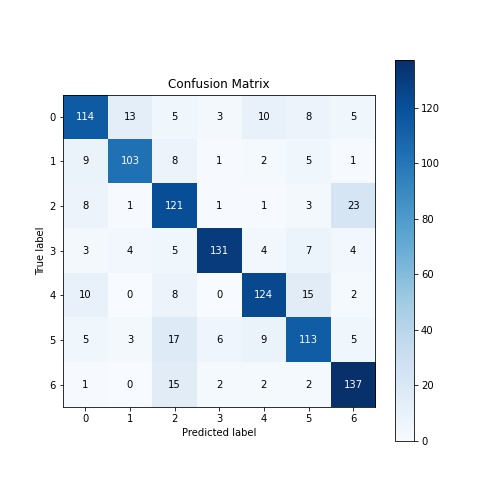 Confusion Matrix
0 114 13 5 3 10 8 5
1 9 103 8 1 2 5 1
2 8 1 121 1 1 3 23
3 3 4 5 131 4 7 4
4 10 0 8 0 124 15 2
5 5 3 17 6 9 113 5
6 1 0 15 2 2 2 137
0 1 2 3 4 5 6
Predicted label
True label
120
100
80
60
40
20
0